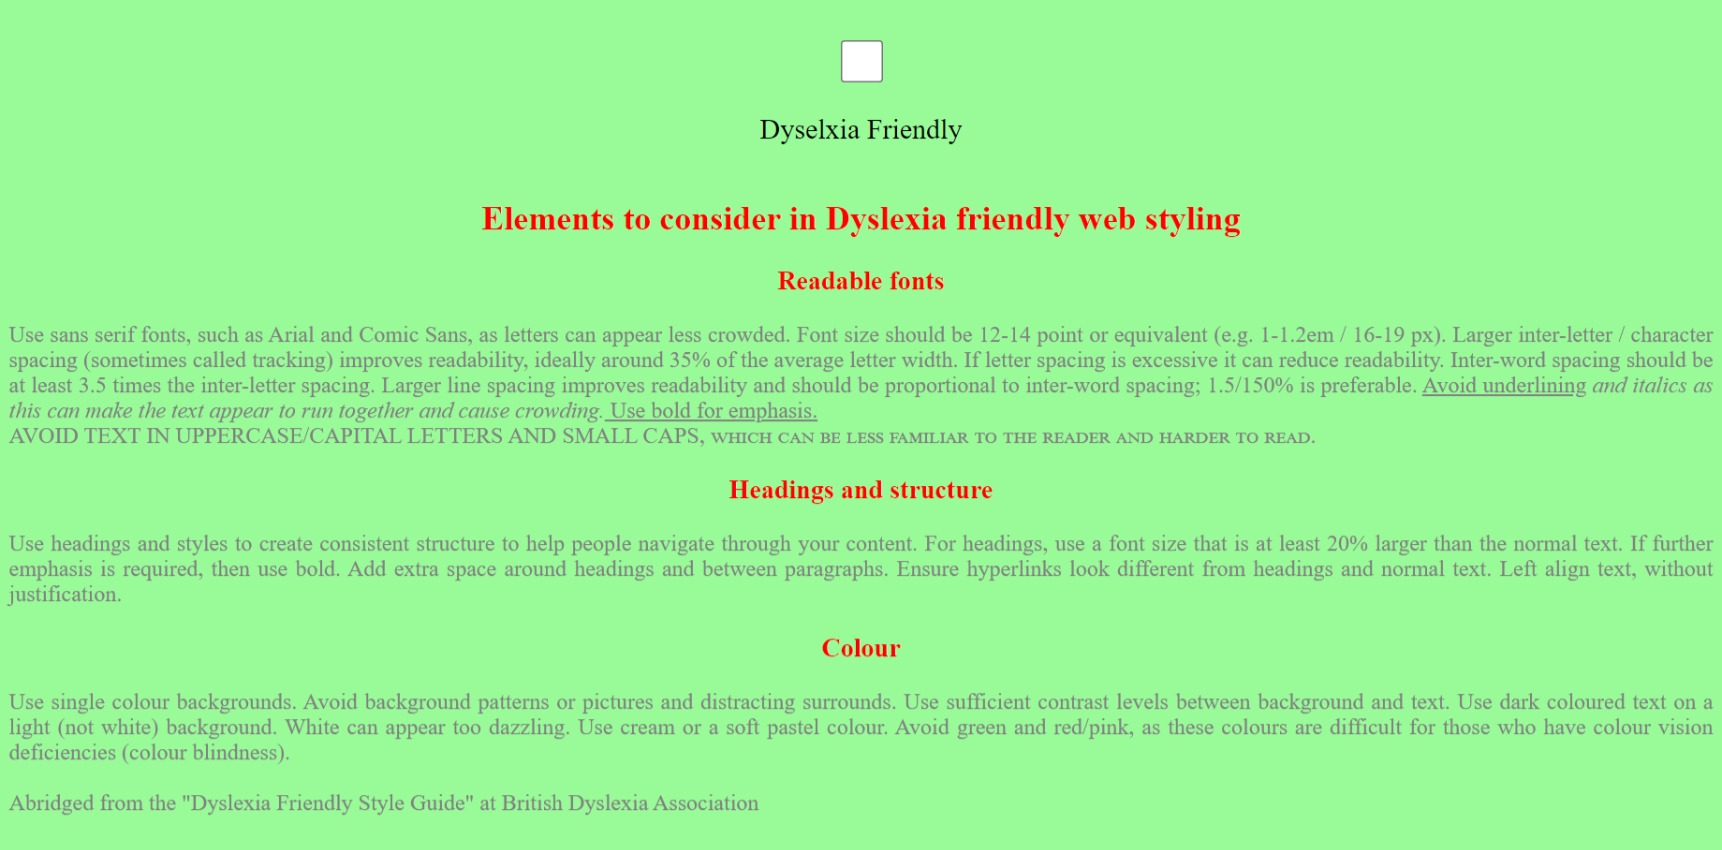 Dyselxia Friendly
Elements to consider in Dyslexia friendly web styling
Readable fonts
Use sans serif fonts, such as Arial and Comic Sans, as letters can appear less crowded. Font size should be 12-14 point or equivalent (e.g. 1-1.2em / 16-19 px). Larger inter-letter / character
spacing (sometimes called tracking) improves readability, ideally around 35% of the average letter width. If letter spacing is excessive it can reduce readability. Inter-word spacing should be
at least 3.5 times the inter-letter spacing. Larger line spacing improves readability and should be proportional to inter-word spacing; 1.5/150% is preferable. Avoid underlining and italics as
this can make the text appear to run together and cause crowding. Use bold for emphasis.
AVOID TEXT IN UPPERCASE/CAPITAL LETTERS AND SMALL CAPS, WHICH CAN BE LESS FAMILIAR TO THE READER AND HARDER TO READ.
Headings and structure
Use headings and styles to create consistent structure to help people navigate through your content. For headings, use a font size that is at least 20% larger than the normal text. If further
emphasis is required, then use bold. Add extra space around headings and between paragraphs. Ensure hyperlinks look different from headings and normal text. Left align text, without
justification.
Colour
Use single colour backgrounds. Avoid background patterns or pictures and distracting surrounds. Use sufficient contrast levels between background and text. Use dark coloured text on a
light (not white) background. White can appear too dazzling. Use cream or a soft pastel colour. Avoid green and red/pink, as these colours are difficult for those who have colour vision
deficiencies (colour blindness).
Abridged from the "Dyslexia Friendly Style Guide" at British Dyslexia Association